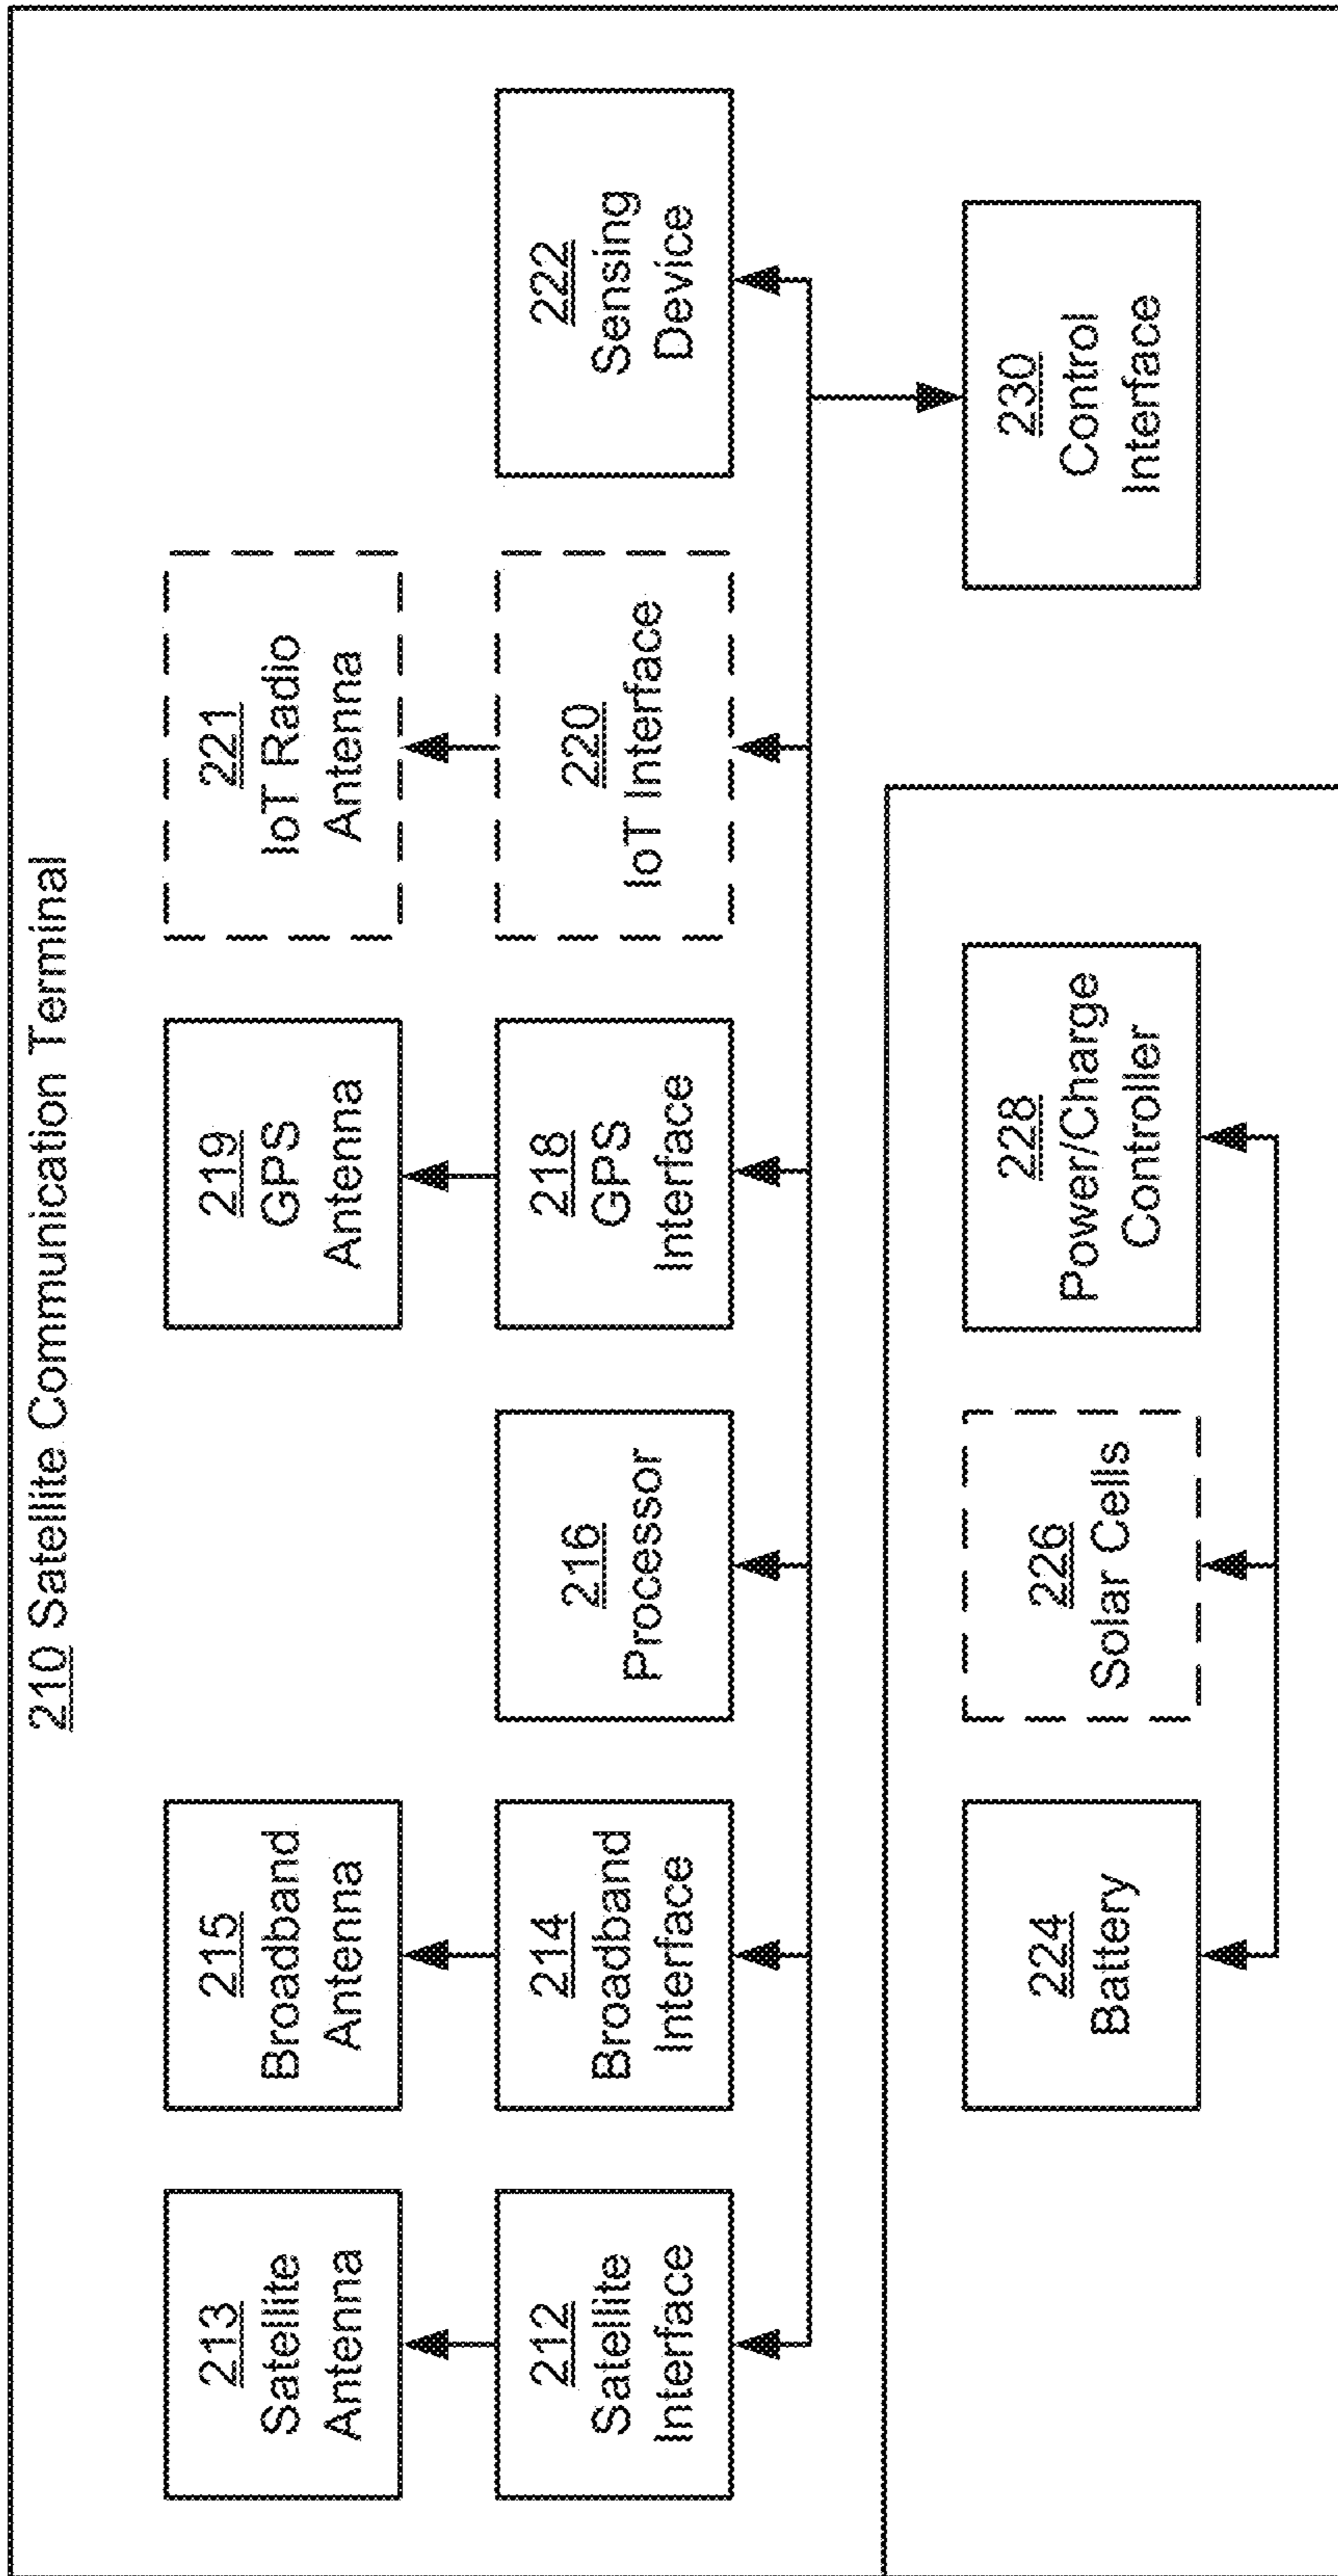 210 Satellite Communication Terminal
213
Satellite
Antenna
215
Broadband
Antenna
219
GPS
Antenna
221
IoT Radio
Antenna
212
Satellite
Interface
214
Broadband
Interface
216
Processor
218
GPS
Interface
220
IoT Interface
222
Sensing
Device
224
Battery
226
Solar Cells
228
Power/Charge
Controller
230
Control
Interface